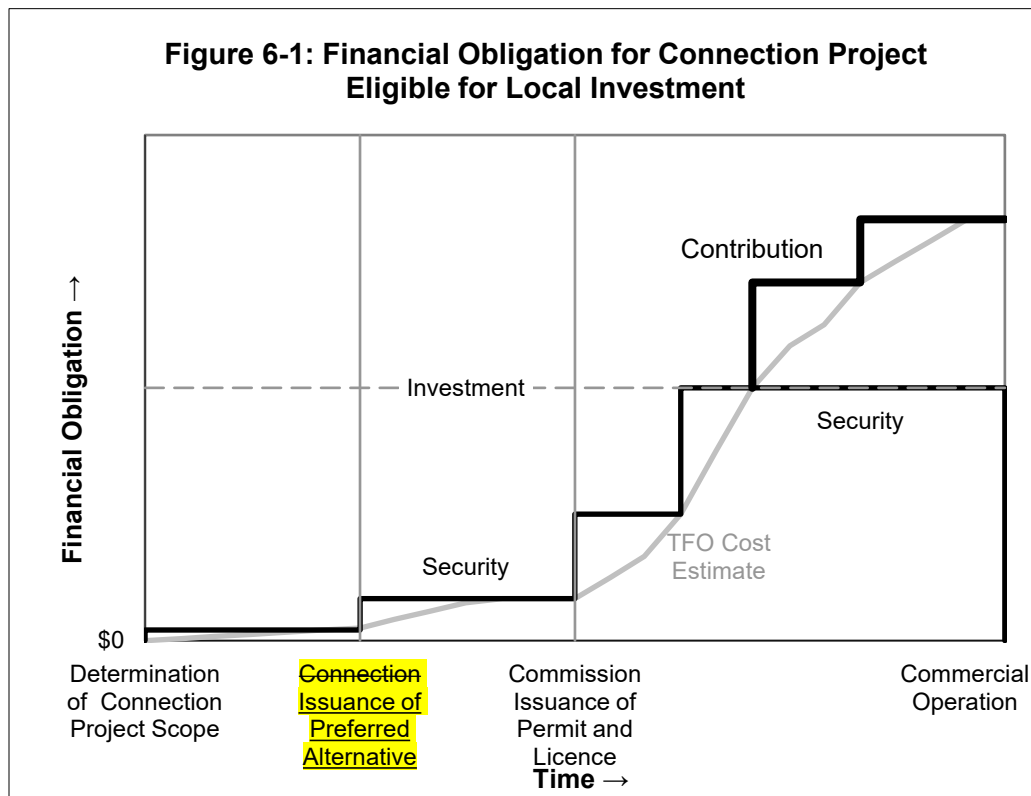 Figure 6-1: Financial Obligation for Connection Project
Eligible for Local Investment
Financial Obligation →
Contribution
Investment
Security
TFO Cost
Estimate
Security
$0
Determination
of Connection
Project Scope
Connection
Issuance of
Preferred
Alternative
Commission
Issuance of
Permit and
Licence
Commercial
Operation
Time →